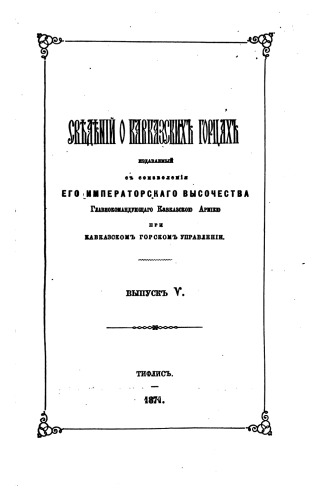 СВѢДѢНІЙ О КАВКАЗСКИХЪ ГОРЦАХЪ
ИЗДАВАЕМЫЙ
СЪ СОИЗВОЛЕНІЯ
ЕГО ИМПЕРАТОРСКАГО ВЫСОЧЕСТВА
ГЛАВНОКОМАНДУЮЩАГО КАВКАЗСКОЮ АРМІЕЮ
ПРИ
КАВКАЗСКОМЪ ГОРСКОМЪ УПРАВЛЕНІИ.
ВЫПУСКЪ V.
ТИФЛИСЪ.
1871.